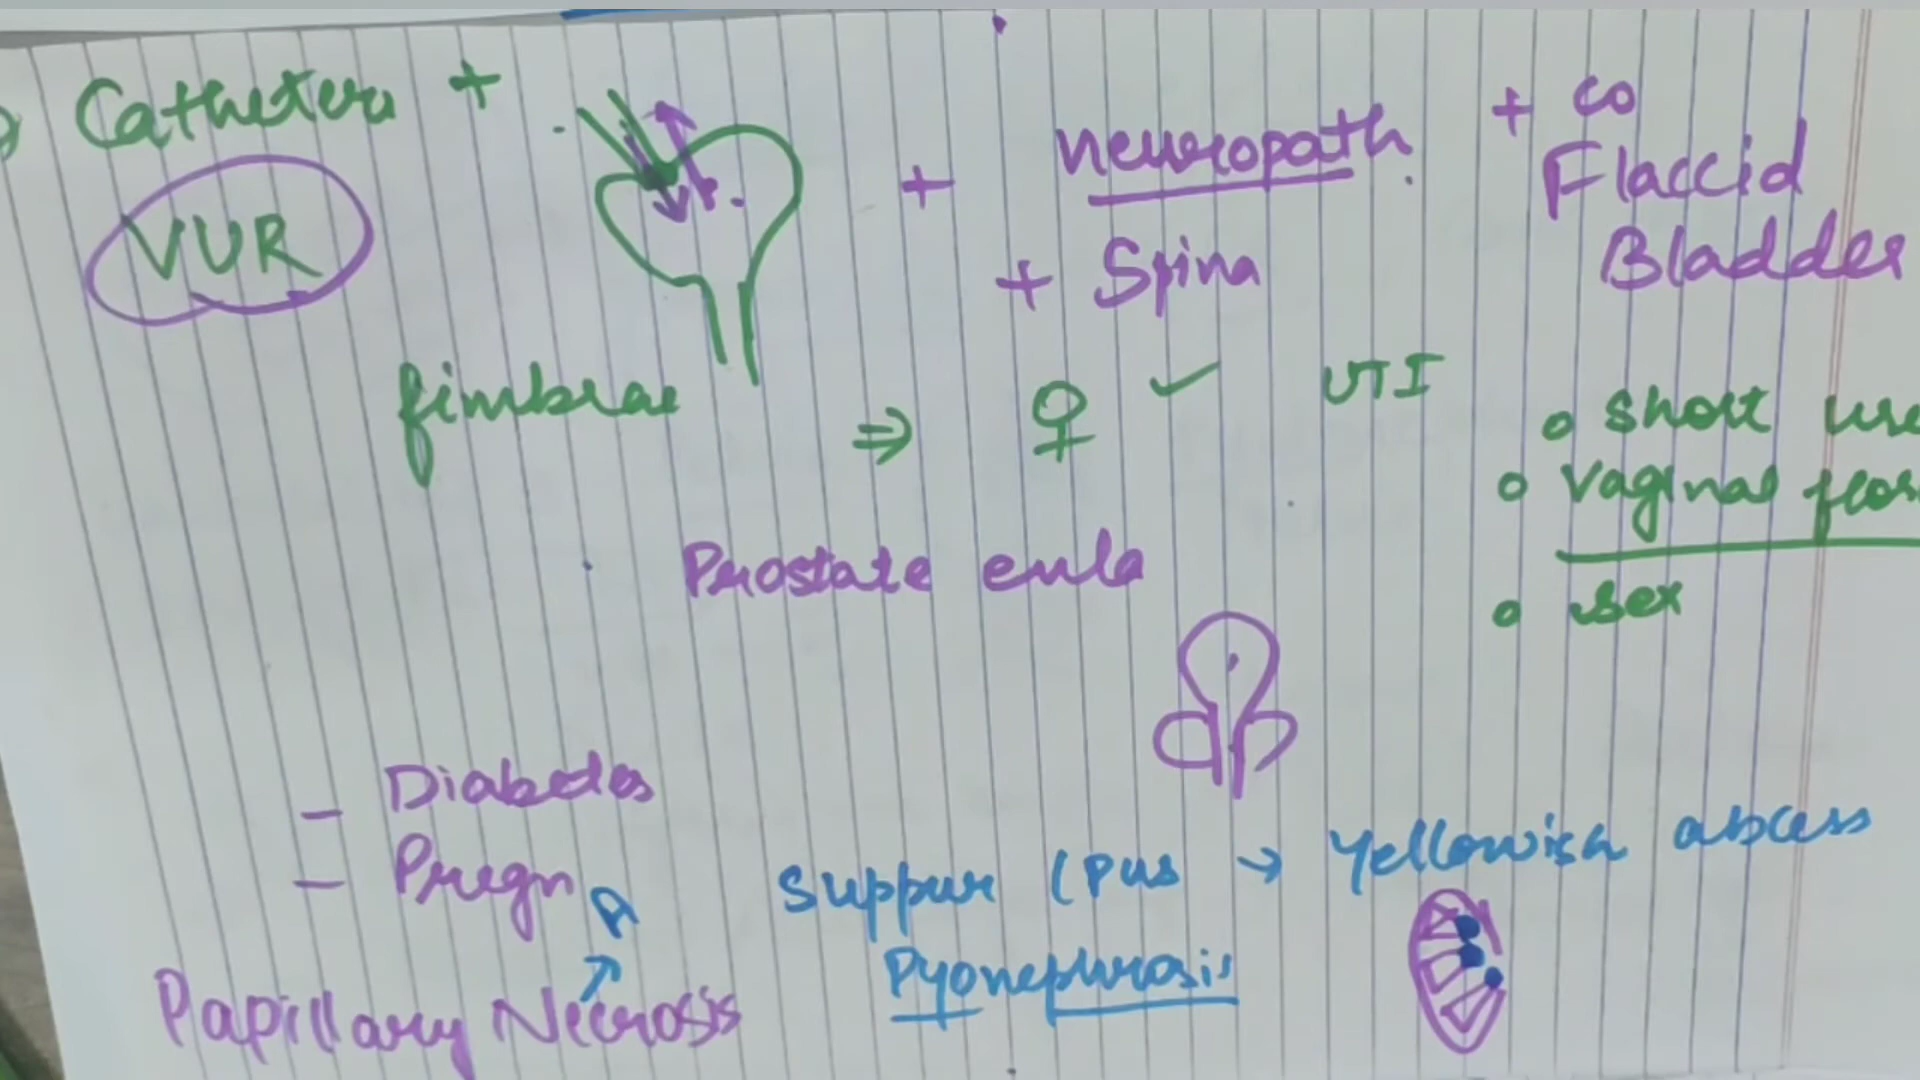 Catheter +
VUR
+ neuropath.
+ Spina
+ co
Flaccid
Bladder
fimbrae
⇒ ♀ ✓ UTI
o short ure
o Vaginal flor
o sex
Prostate enla
- Diabetes
- Pregn
Papillary Necrosis
Suppur (Pus → Yellowish abcess
Pyonephrosis